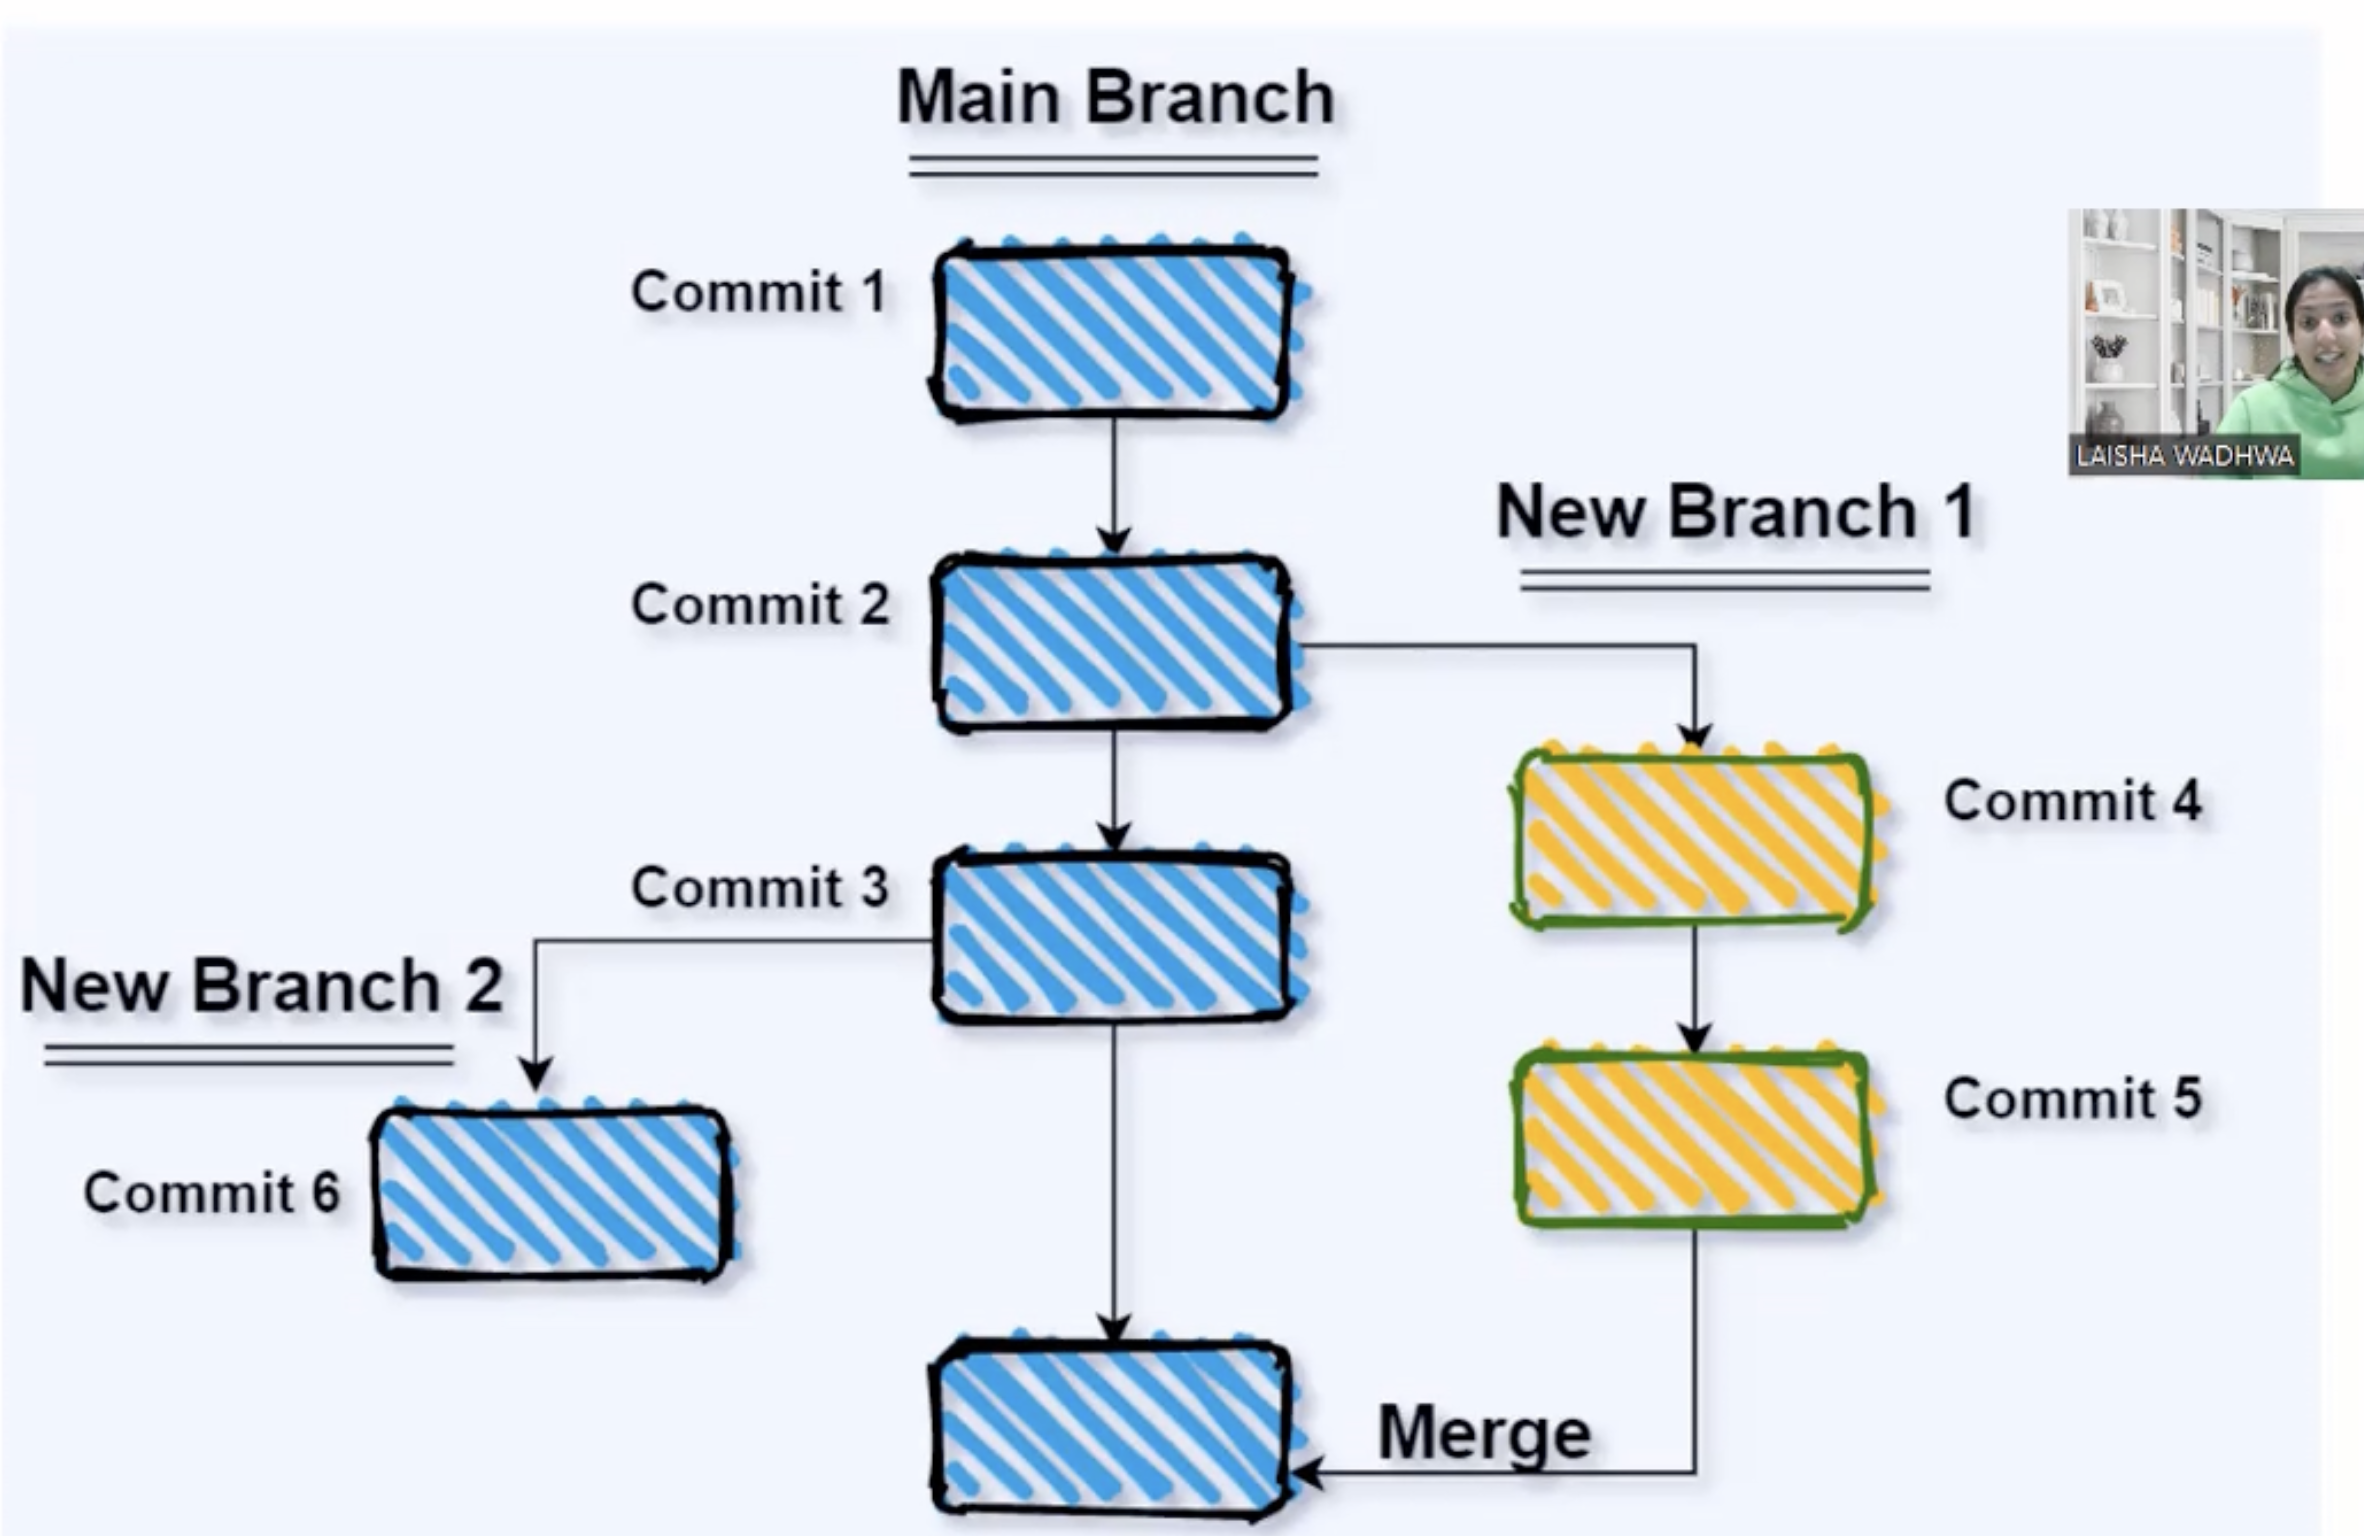 Main Branch
Commit 1
LAISHA WADHWA
New Branch 1
Commit 2
Commit 4
Commit 3
New Branch 2
Commit 5
Commit 6
Merge